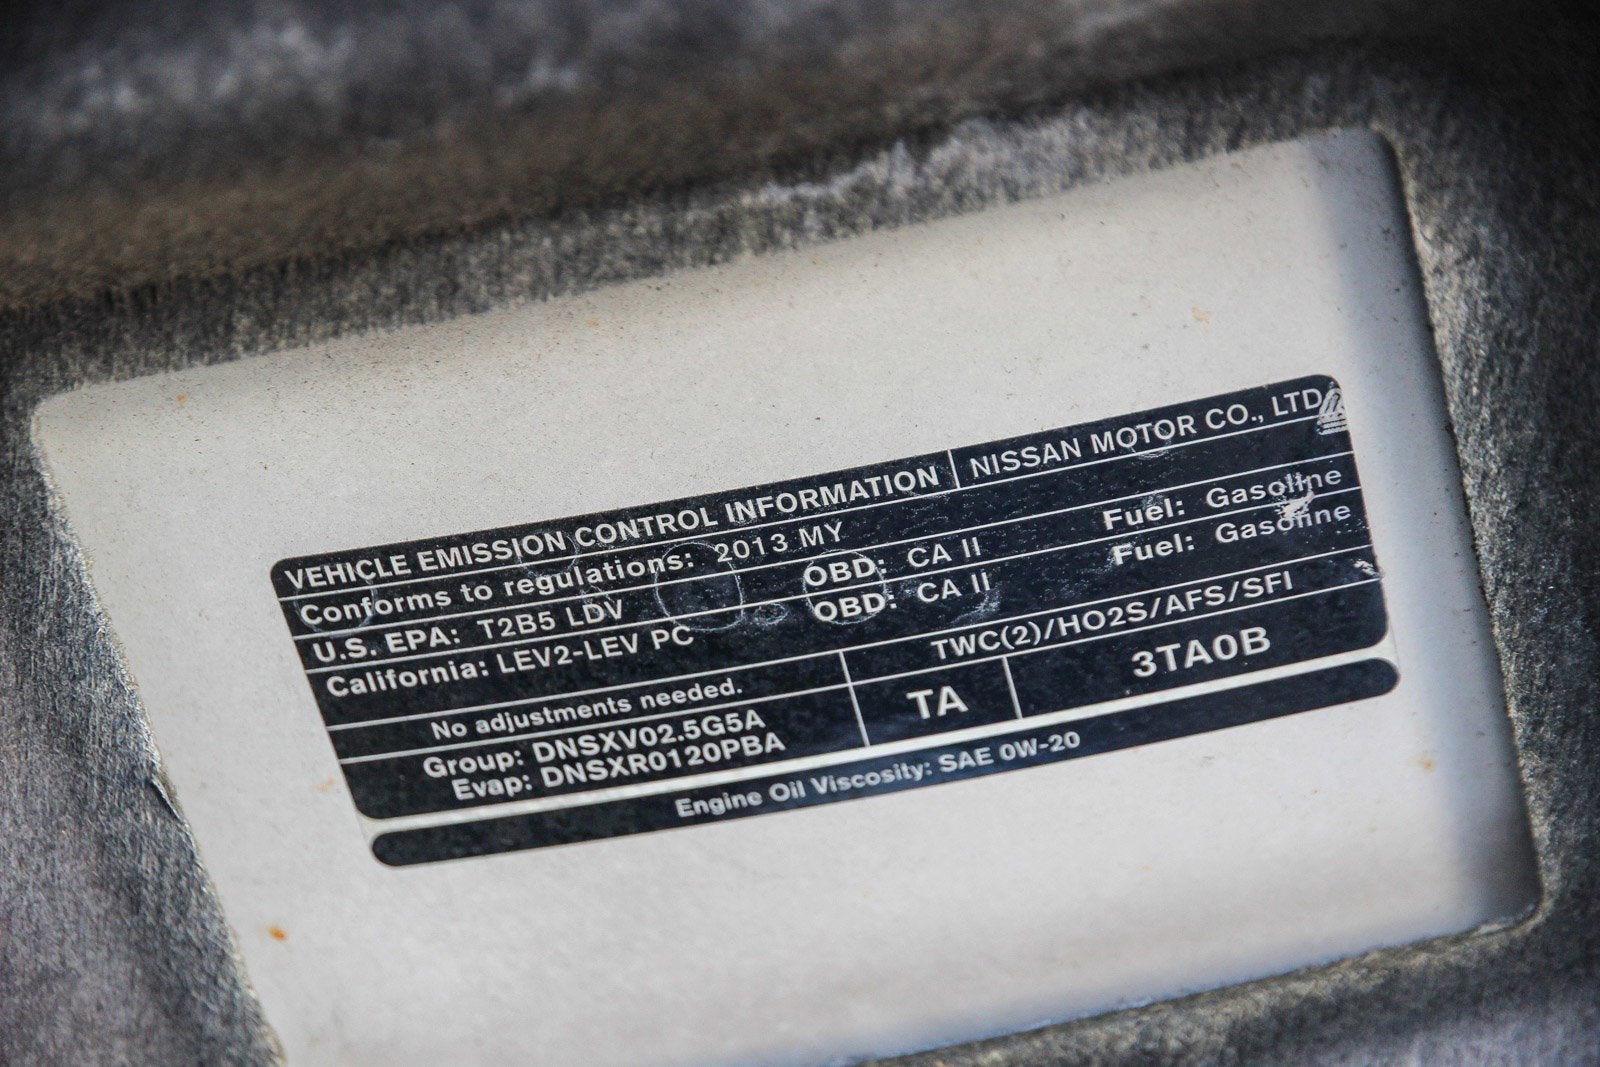 VEHICLE EMISSION CONTROL INFORMATION NISSAN MOTOR CO., LTD.
Conforms to regulations: 2013 MY
U.S. EPA: T2B5 LDV OBD: CA II Fuel: Gasoline
California: LEV2-LEV PC OBD: CA II Fuel: Gasoline
No adjustments needed. TWC(2)/HO2S/AFS/SFI
Group: DNSXV02.5G5A TA 3TA0B
Evap: DNSXR0120PBA
Engine Oil Viscosity: SAE 0W-20